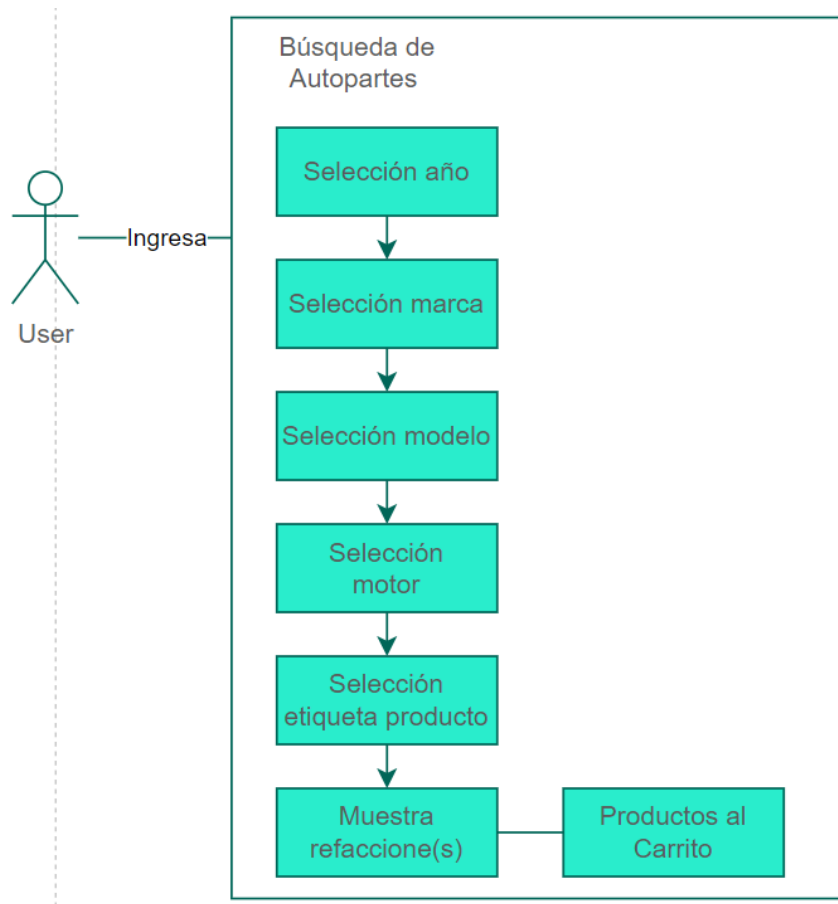 Búsqueda de
Autopartes
Selección año
Ingresa
Selección marca
User
Selección modelo
Selección
motor
Selección
etiqueta producto
Muestra
refaccione(s)
Productos al
Carrito